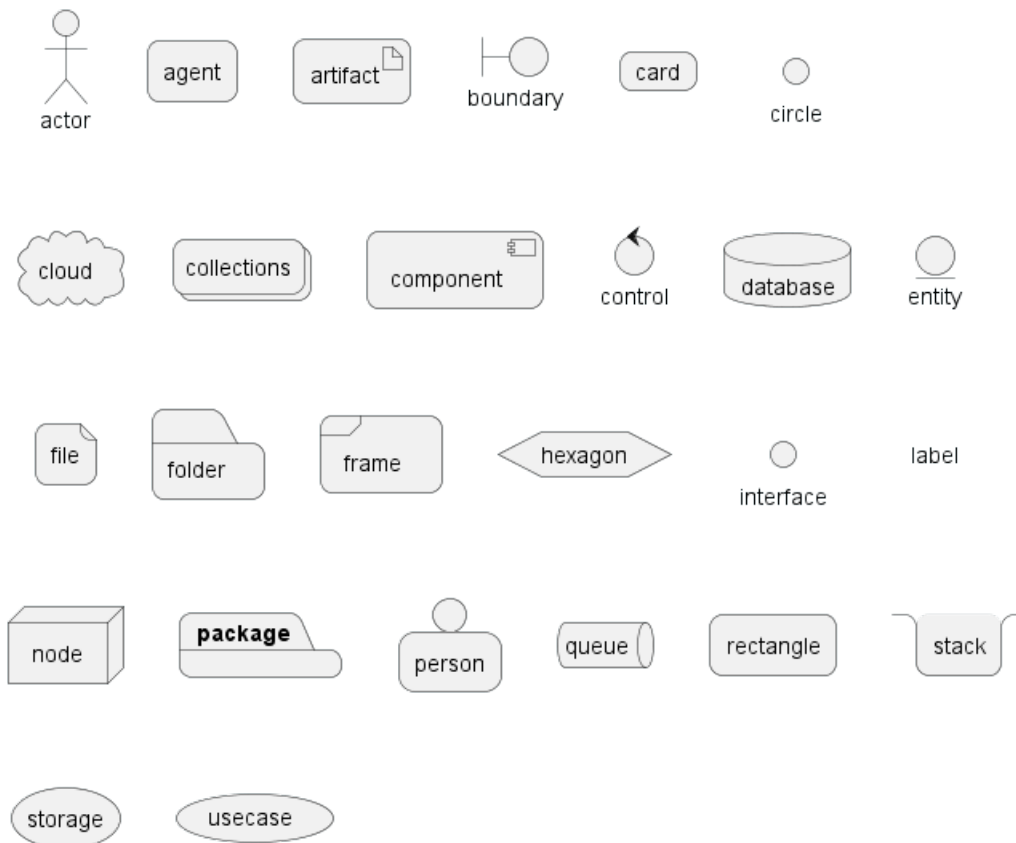 actor
agent
artifact
boundary
card
circle
cloud
collections
component
control
database
entity
file
folder
frame
hexagon
interface
label
node
package
person
queue
rectangle
stack
storage
usecase